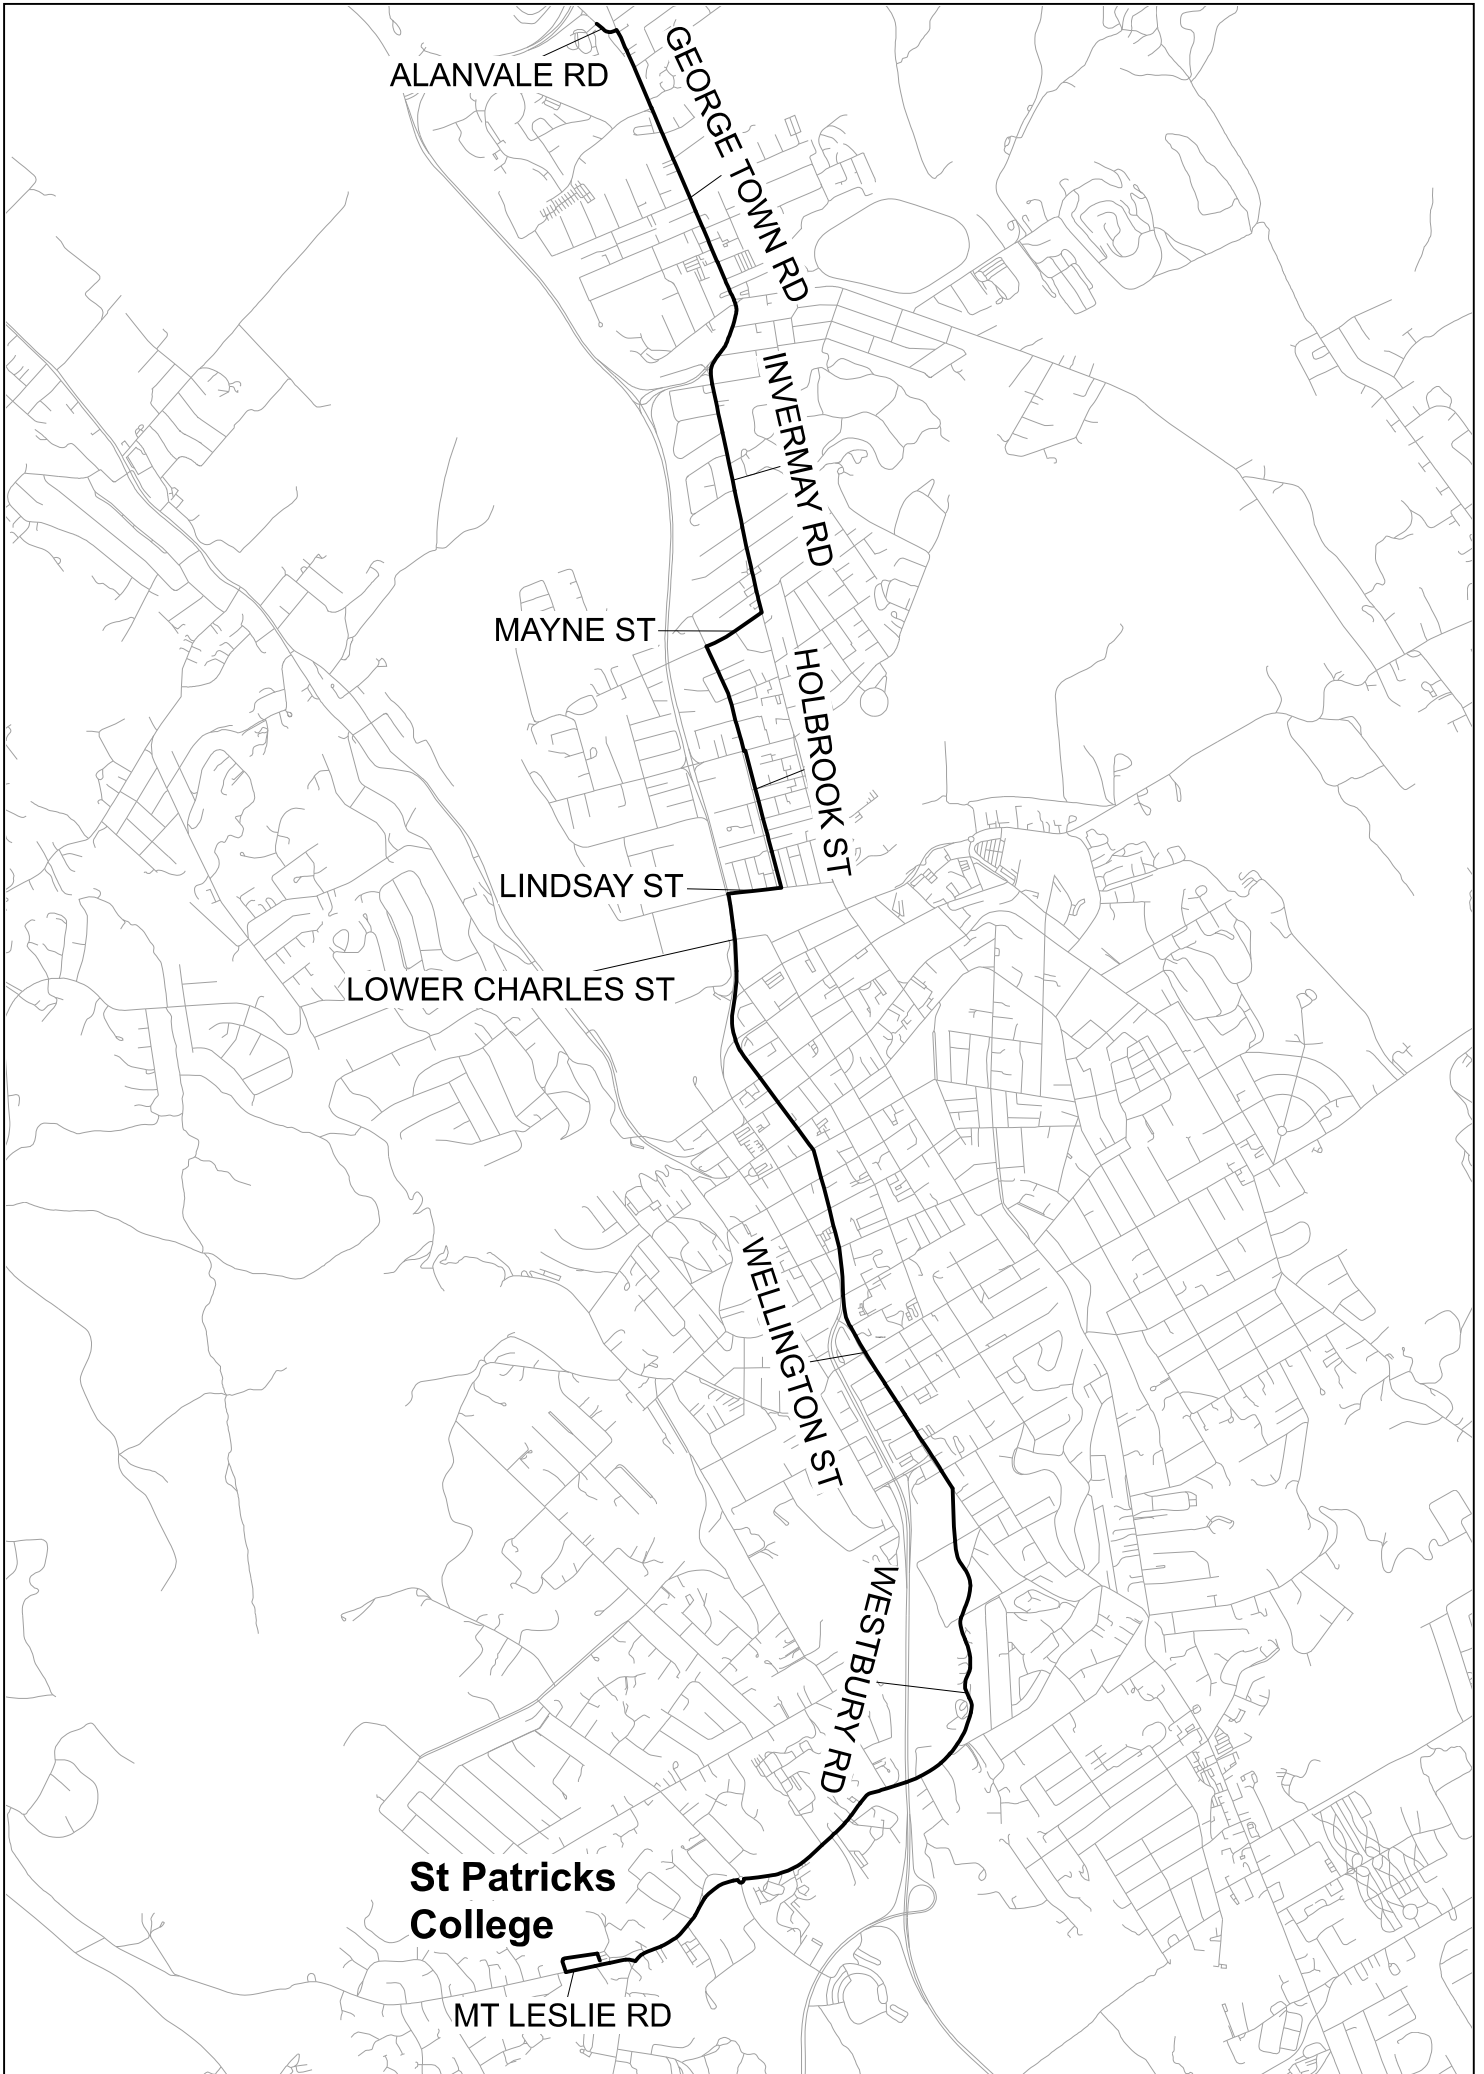 ALANVALE RD
GEORGE TOWN RD
INVERMAY RD
MAYNE ST
HOLBROOK ST
LINDSAY ST
LOWER CHARLES ST
WELLINGTON ST
WESTBURY RD
St Patricks
College
MT LESLIE RD